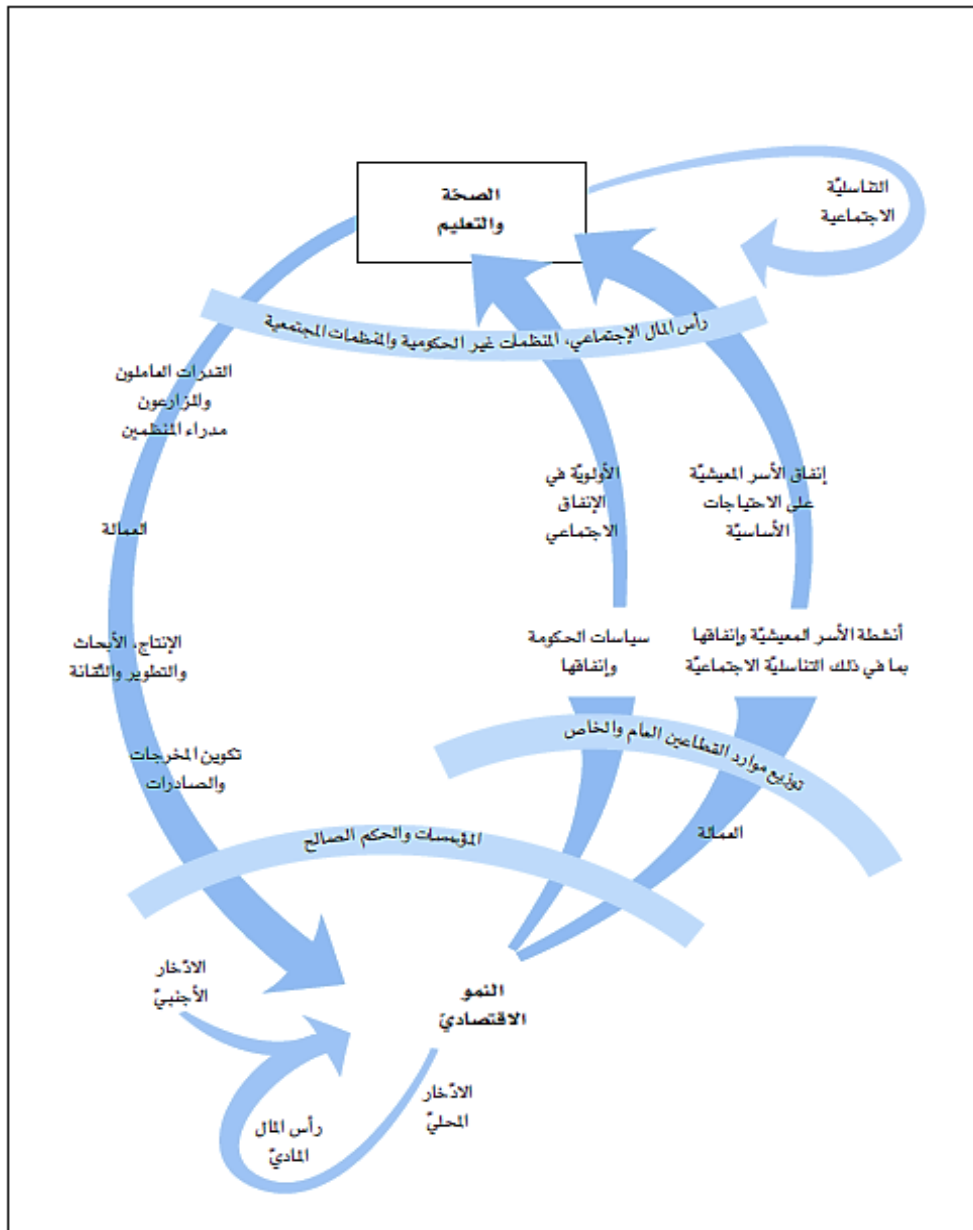 الصحّة
والتعليم
التناسليّة
الاجتماعية
رأس المال الإجتماعي، المنظمات غير الحكومية والمنظمات المجتمعية
القدرات العاملون
والمزارعون
مدراء المنظمين
الأولويّة في
الإنفاق
الاجتماعي
إنفاق الأسر المعيشيّة
على الاحتياجات
الأساسيّة
العمالة
الإنتاج، الأبحاث
والتطوير والتّقانة
سياسات الحكومة
وإنفاقها
أنشطة الأسر المعيشيّة وإنفاقها
بما في ذلك التناسليّة الاجتماعيّة
توزيع موارد القطاعين العام والخاص
تكوين المخرجات
والصادرات
المؤسسات والحكم الصالح
العمالة
الادّخار
الأجنبيّ
النمو
الاقتصاديّ
الادّخار
المحليّ
رأس المال
الماديّ